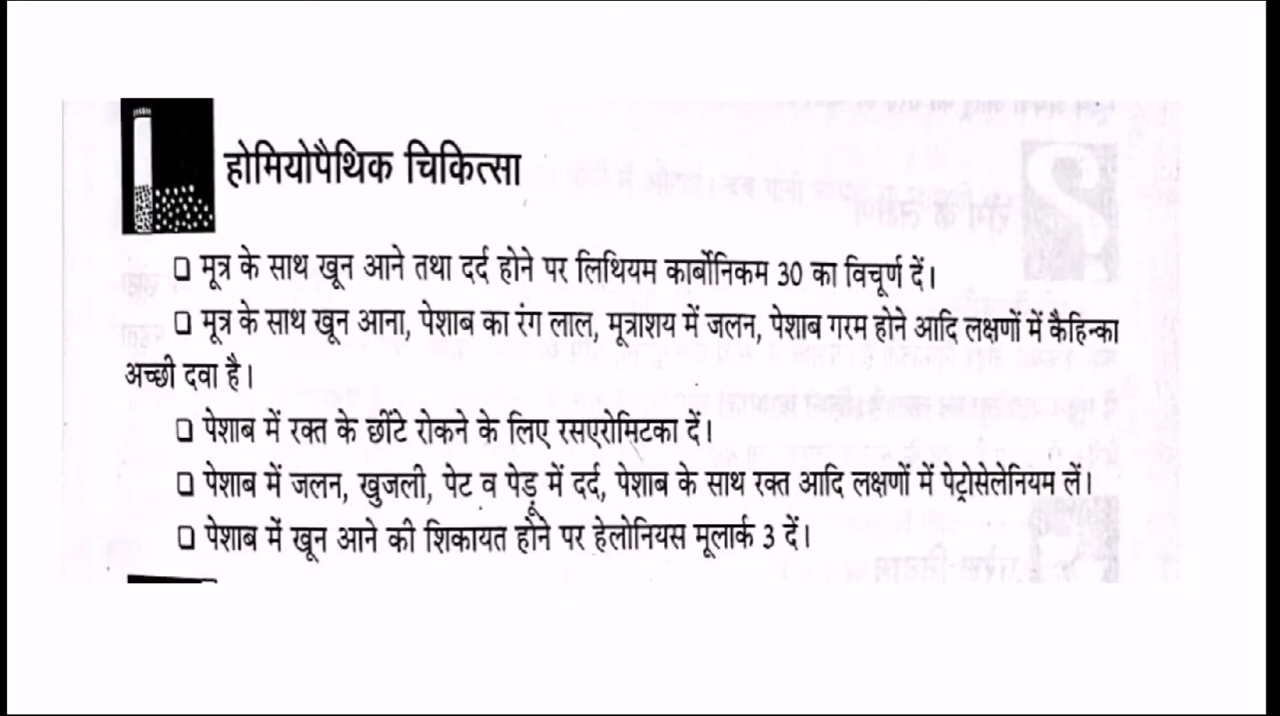 होमियोपैथिक चिकित्सा
❑ मूत्र के साथ खून आने तथा दर्द होने पर लिथियम कार्बोनिकम 30 का विचूर्ण दें।
❑ मूत्र के साथ खून आना, पेशाब का रंग लाल, मूत्राशय में जलन, पेशाब गरम होने आदि लक्षणों में कैहिन्का
अच्छी दवा है।
❑ पेशाब में रक्त के छींटे रोकने के लिए रसएरोमिटका दें।
❑ पेशाब में जलन, खुजली, पेट व पेड़ू में दर्द, पेशाब के साथ रक्त आदि लक्षणों में पेट्रोसेलेनियम लें।
❑ पेशाब में खून आने की शिकायत होने पर हेलोनियस मूलार्क 3 दें।